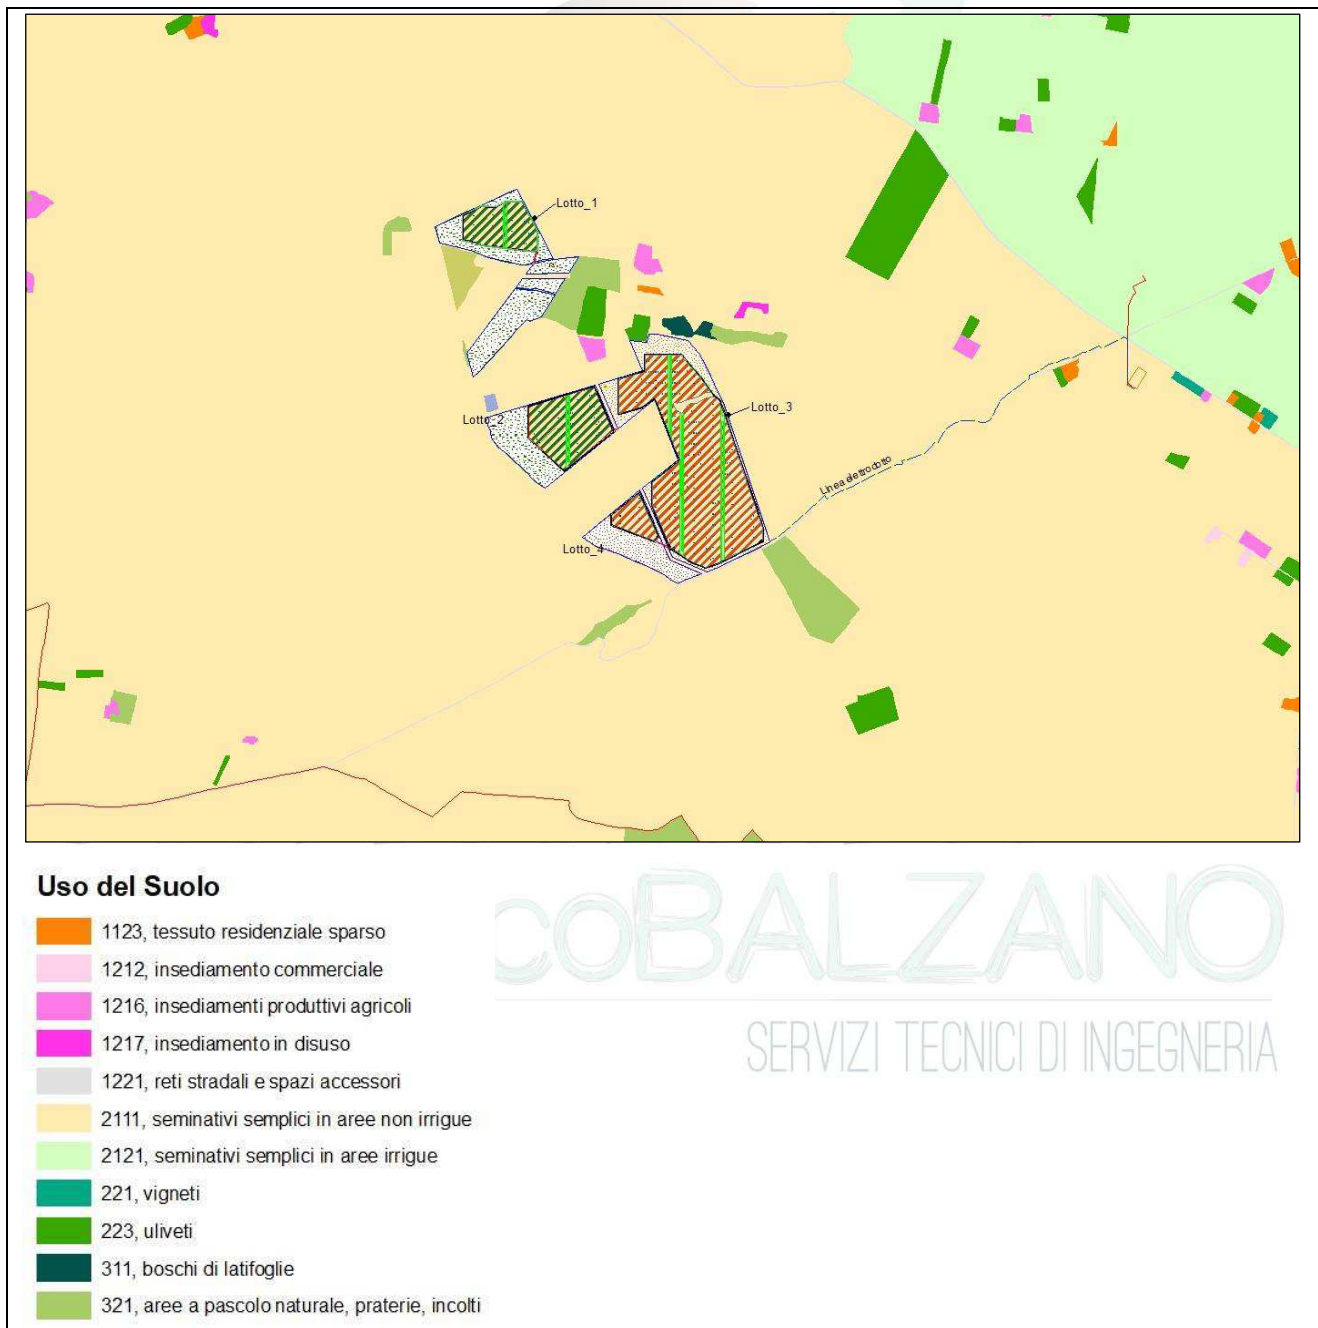 Lotto_1
Lotto_2
Lotto_3
Linea elettrodotto
Lotto_4
Uso del Suolo
1123, tessuto residenziale sparso
1212, insediamento commerciale
1216, insediamenti produttivi agricoli
1217, insediamento in disuso
1221, reti stradali e spazi accessori
2111, seminativi semplici in aree non irrigue
2121, seminativi semplici in aree irrigue
221, vigneti
223, uliveti
311, boschi di latifoglie
321, aree a pascolo naturale, praterie, incolti
coBALZANO
SERVIZI TECNICI DI INGEGNERIA